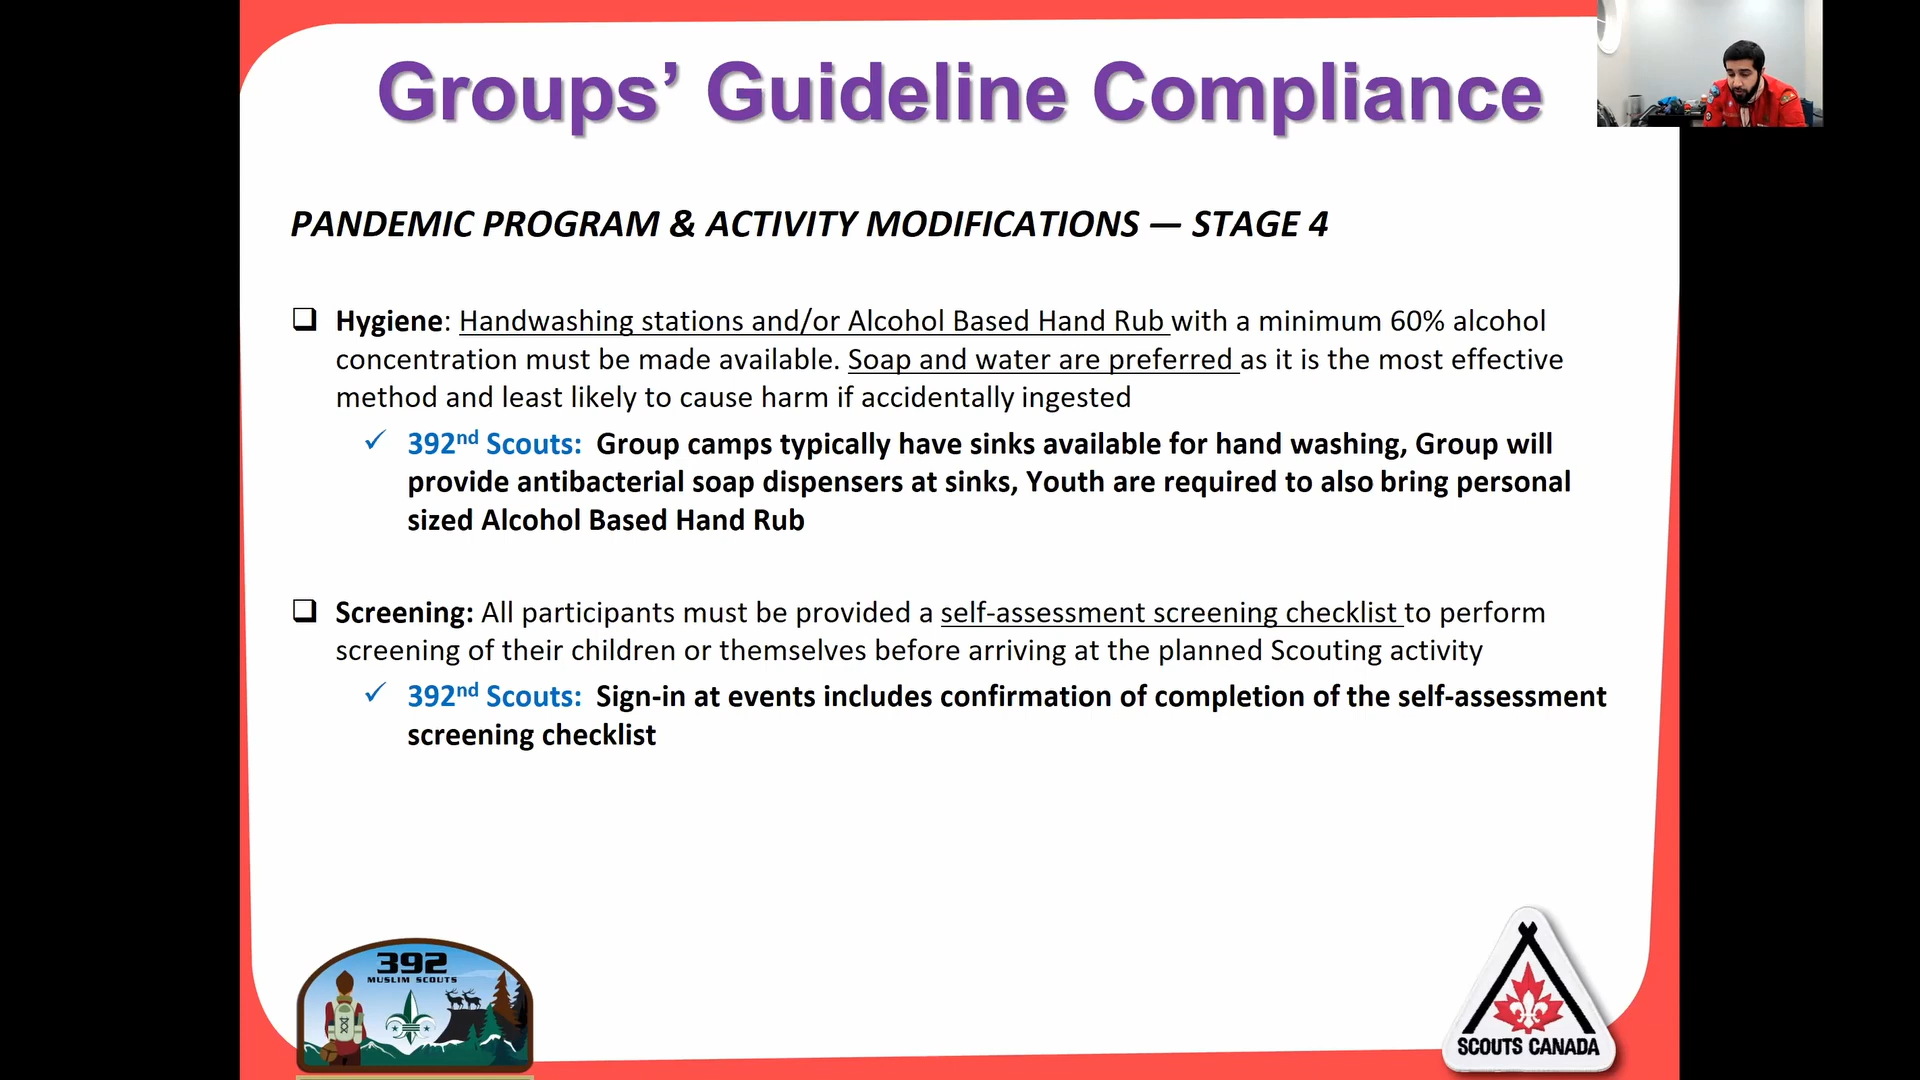 Groups’ Guideline Compliance
PANDEMIC PROGRAM & ACTIVITY MODIFICATIONS — STAGE 4
Hygiene: Handwashing stations and/or Alcohol Based Hand Rub with a minimum 60% alcohol
concentration must be made available. Soap and water are preferred as it is the most effective
method and least likely to cause harm if accidentally ingested
392nd Scouts: Group camps typically have sinks available for hand washing, Group will
provide antibacterial soap dispensers at sinks, Youth are required to also bring personal
sized Alcohol Based Hand Rub
Screening: All participants must be provided a self-assessment screening checklist to perform
screening of their children or themselves before arriving at the planned Scouting activity
392nd Scouts: Sign-in at events includes confirmation of completion of the self-assessment
screening checklist
392
MUSLIM SCOUTS
SCOUTS CANADA